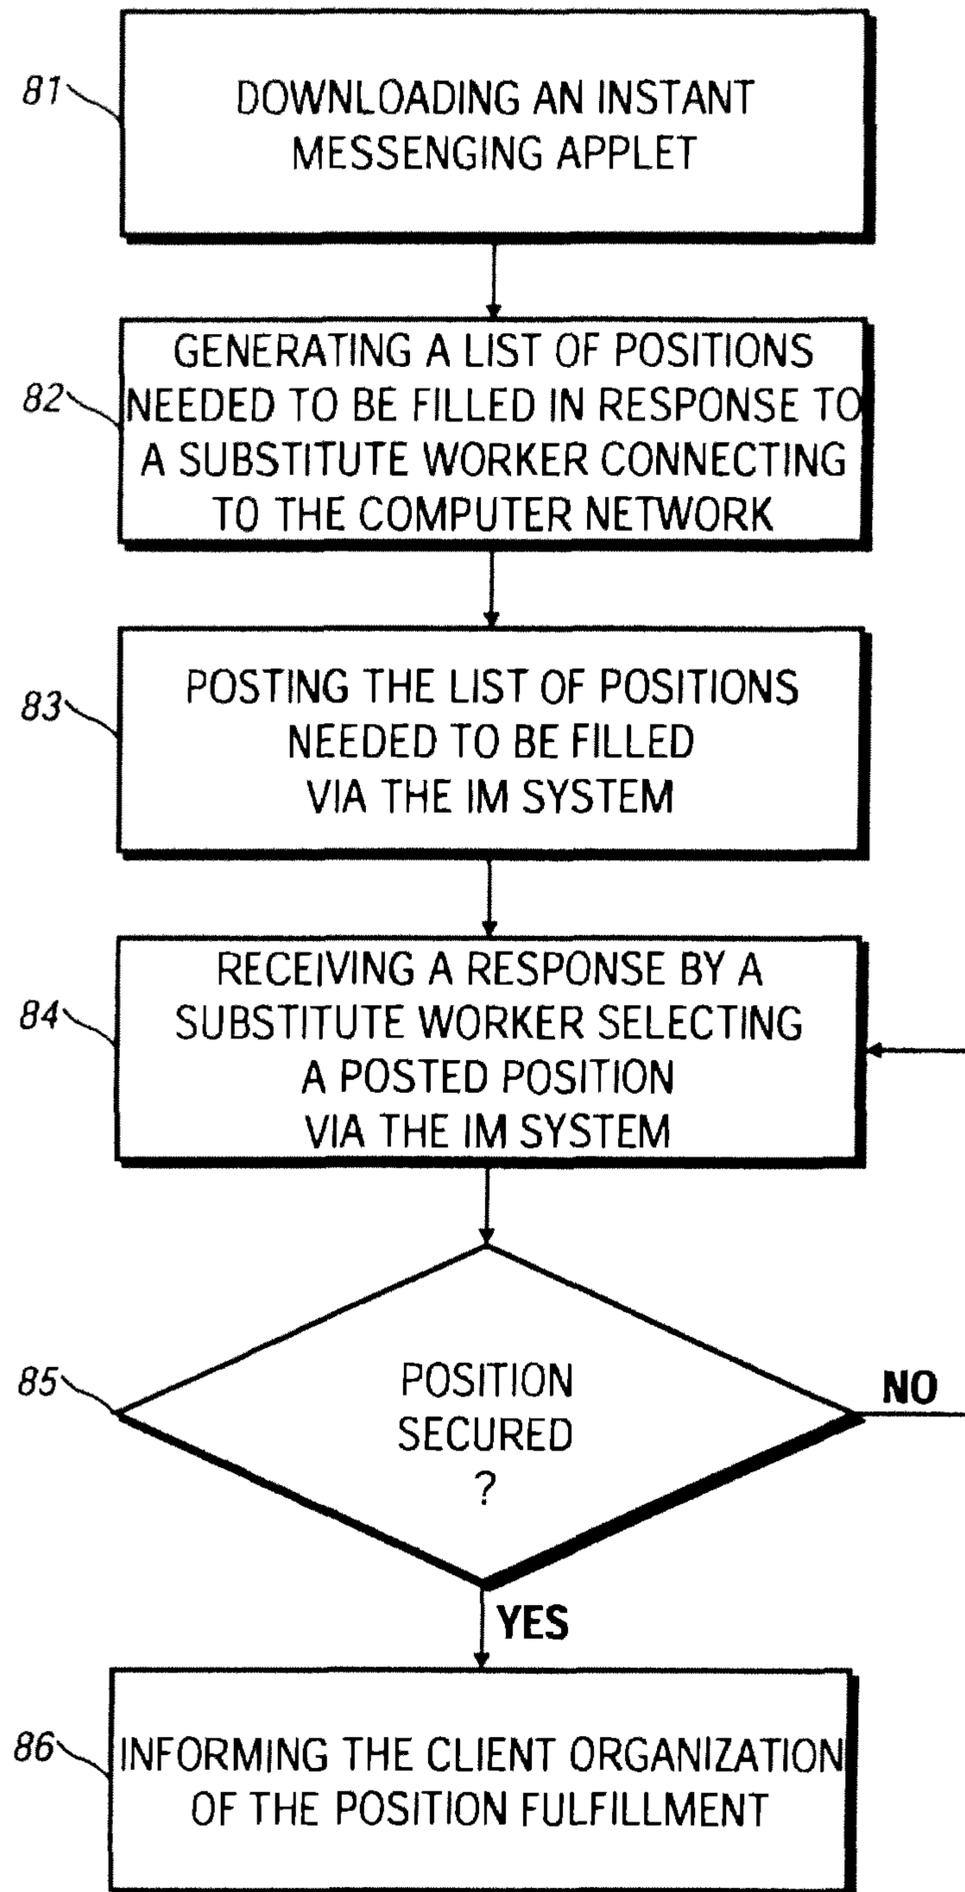 81
DOWNLOADING AN INSTANT
MESSENGING APPLET
82
GENERATING A LIST OF POSITIONS
NEEDED TO BE FILLED IN RESPONSE TO
A SUBSTITUTE WORKER CONNECTING
TO THE COMPUTER NETWORK
83
POSTING THE LIST OF POSITIONS
NEEDED TO BE FILLED
VIA THE IM SYSTEM
84
RECEIVING A RESPONSE BY A
SUBSTITUTE WORKER SELECTING
A POSTED POSITION
VIA THE IM SYSTEM
85
POSITION
SECURED
?
NO
YES
86
INFORMING THE CLIENT ORGANIZATION
OF THE POSITION FULFILLMENT